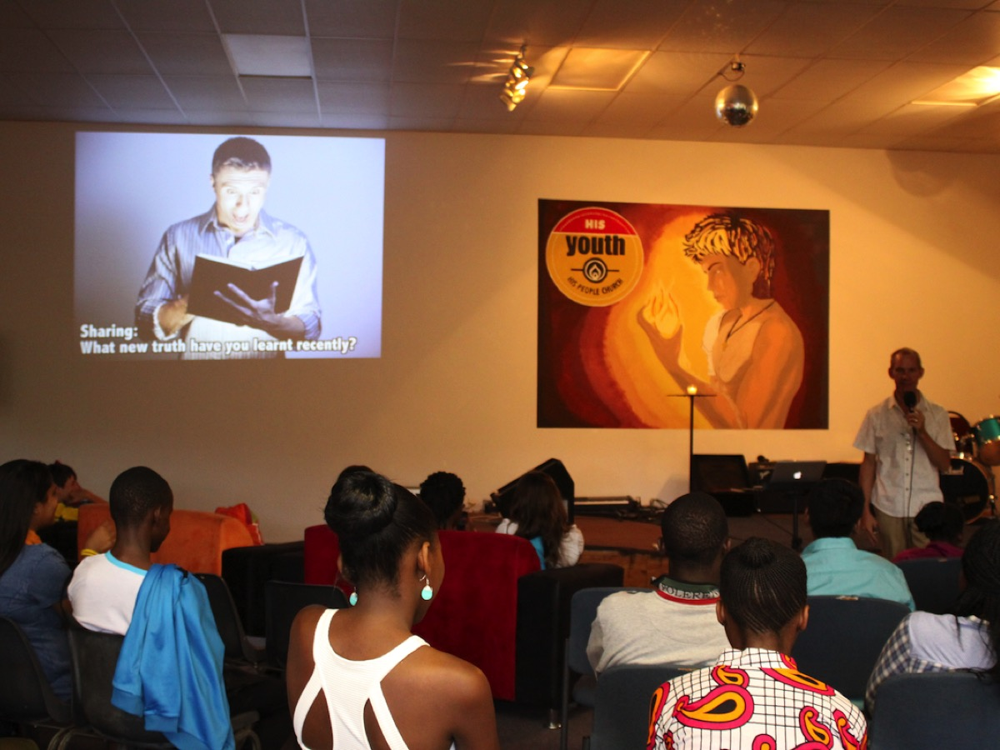 Sharing:
What new truth have you learnt recently?
HIS
youth
HIS PEOPLE CHURCH